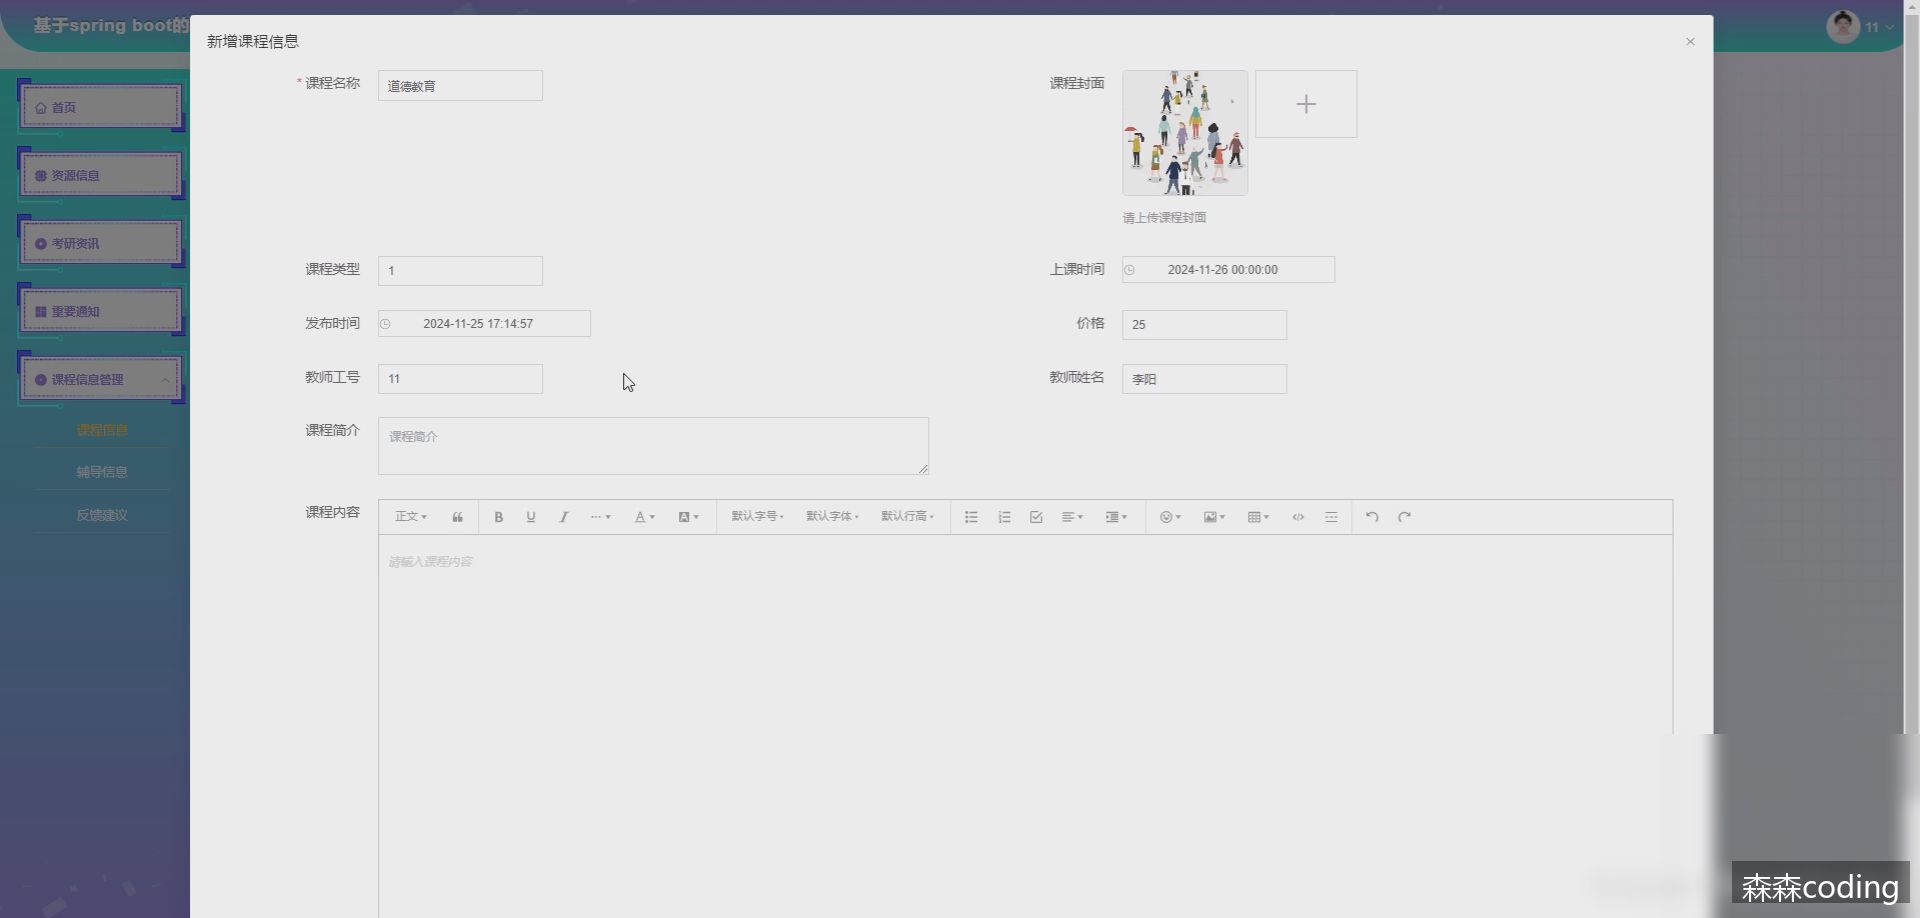 基于spring boot的
11
首页
资源信息
考研资讯
重要通知
课程信息管理
课程信息
辅导信息
反馈建议
新增课程信息
* 课程名称
道德教育
课程封面
请上传课程封面
课程类型
1
上课时间
2024-11-26 00:00:00
发布时间
2024-11-25 17:14:57
价格
25
教师工号
11
教师姓名
李阳
课程简介
课程简介
课程内容
正文
默认字号
默认字体
默认行高
请输入课程内容
森森coding